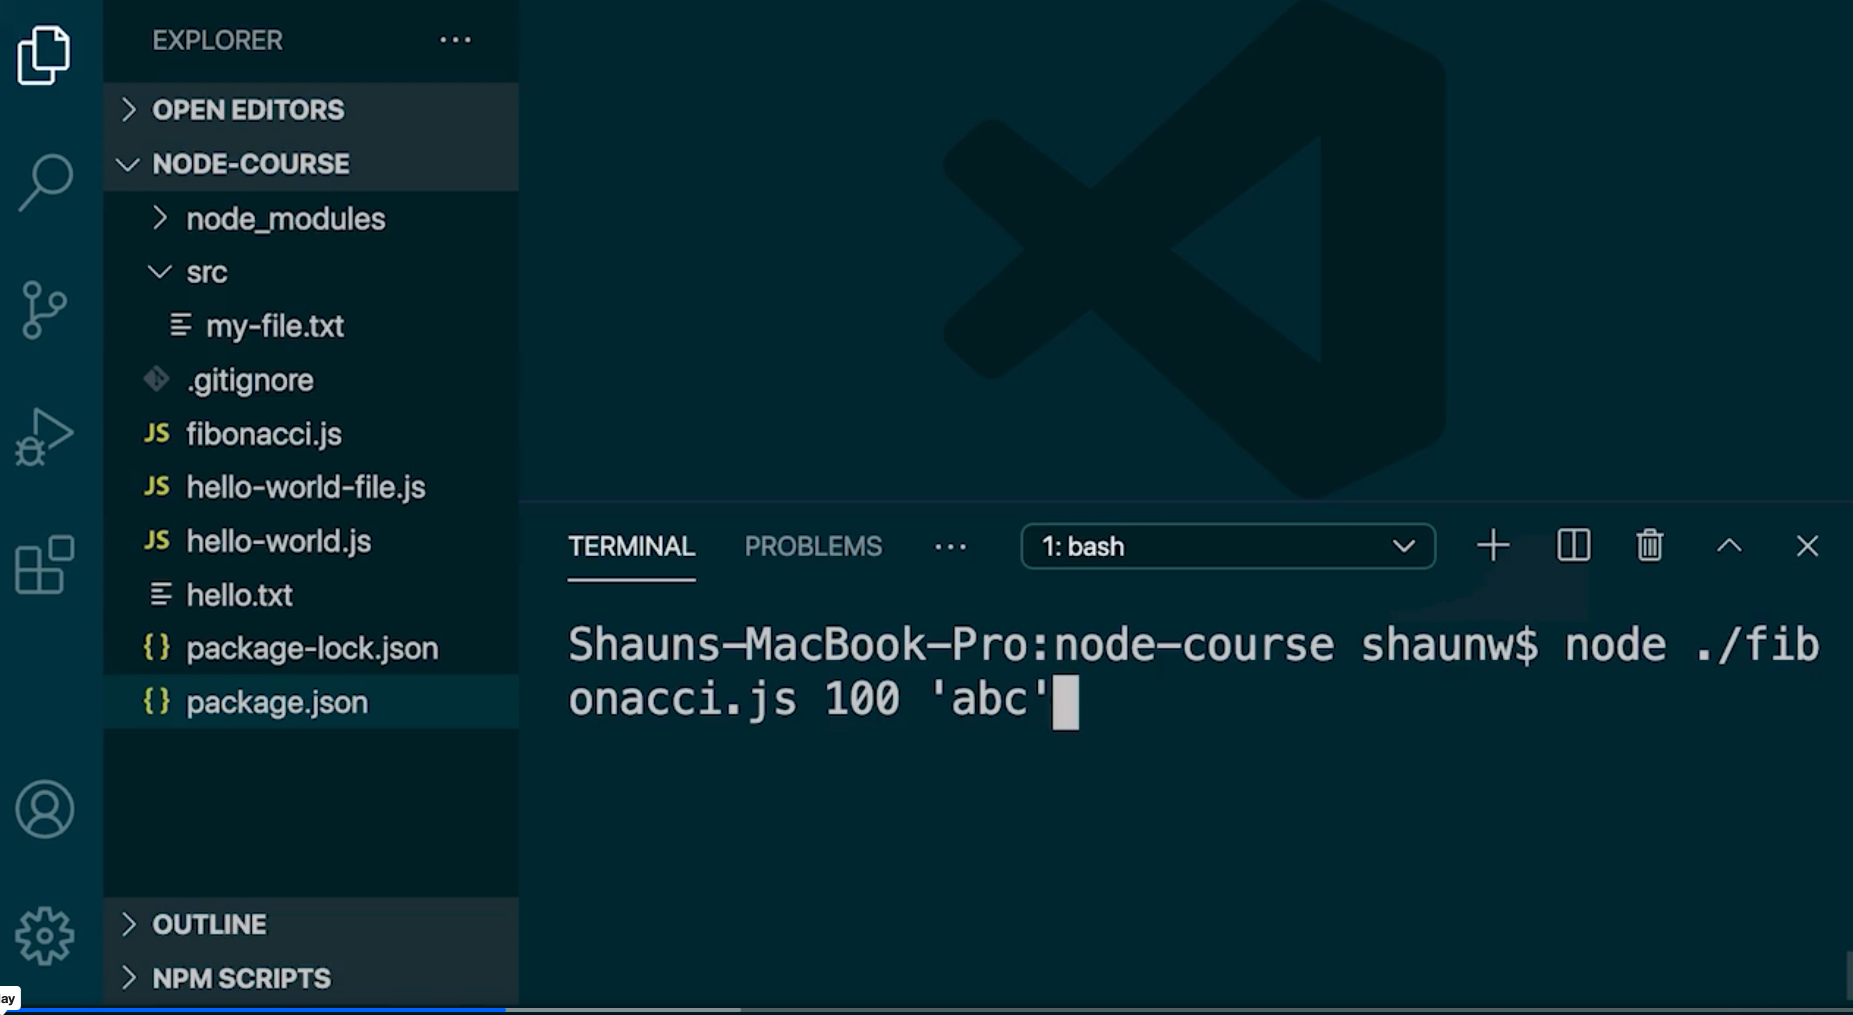 EXPLORER
OPEN EDITORS
NODE-COURSE
node_modules
src
my-file.txt
.gitignore
JS fibonacci.js
JS hello-world-file.js
JS hello-world.js
hello.txt
{} package-lock.json
{} package.json
OUTLINE
NPM SCRIPTS
TERMINAL PROBLEMS ... 1: bash
Shauns-MacBook-Pro:node-course shaunw$ node ./fib
onacci.js 100 'abc'
ay